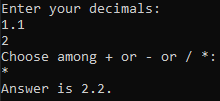 Enter your decimals:
1.1
2
Choose among + or - or / *:
*
Answer is 2.2.